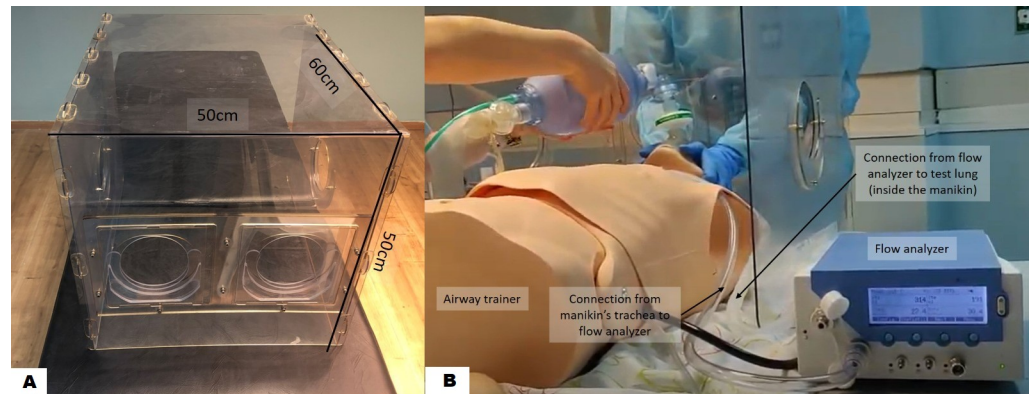 60cm
50cm
50cm
A
Connection from flow
analyzer to test lung
(inside the manikin)
Flow analyzer
Airway trainer
Connection from
manikin's trachea to
flow analyzer
B